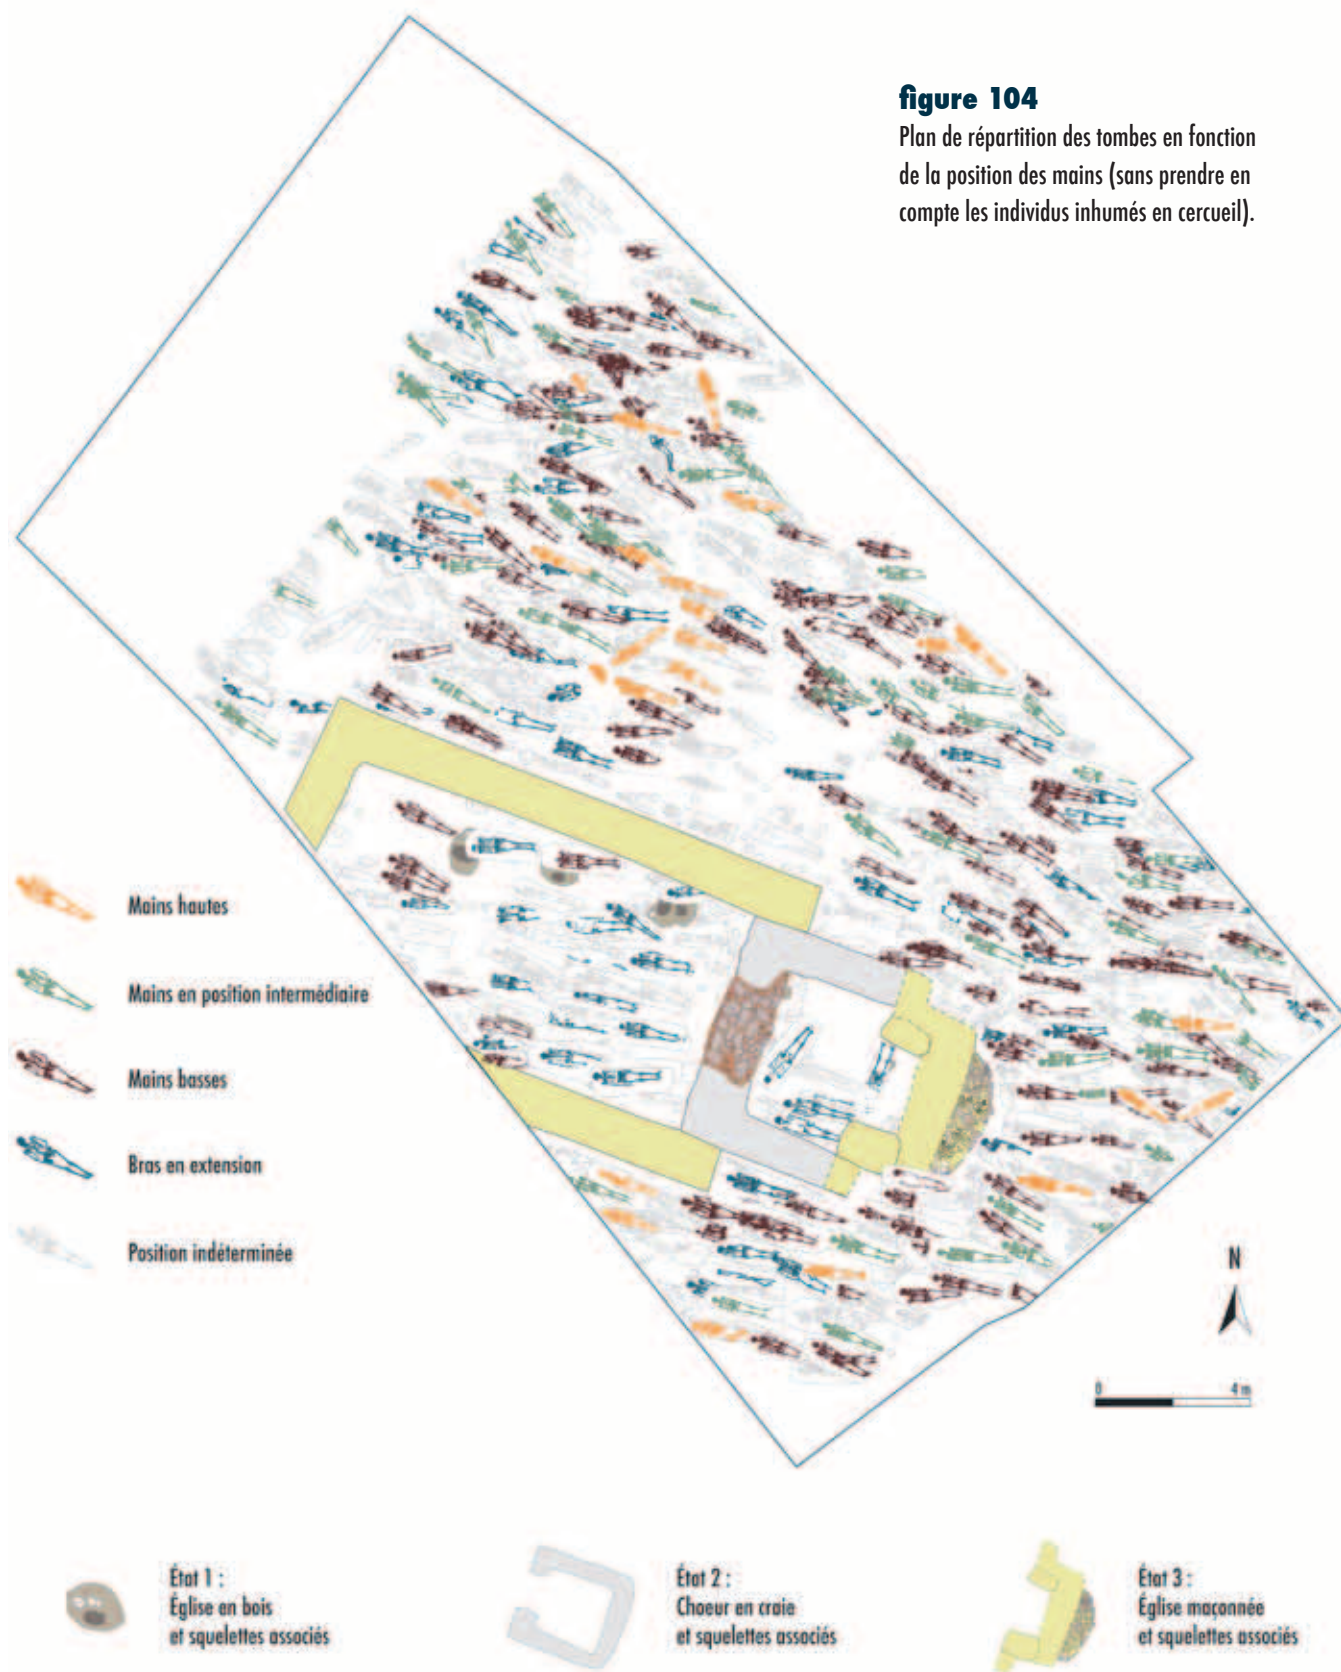 figure 104
Plan de répartition des tombes en fonction
de la position des mains (sans prendre en
compte les individus inhumés en cercueil).
Mains hautes
Mains en position intermédiaire
Mains basses
Bras en extension
Position indéterminée
N
0 4 m
État 1 :
Église en bois
et squelettes associés
État 2 :
Choeur en craie
et squelettes associés
État 3 :
Église maçonnée
et squelettes associés